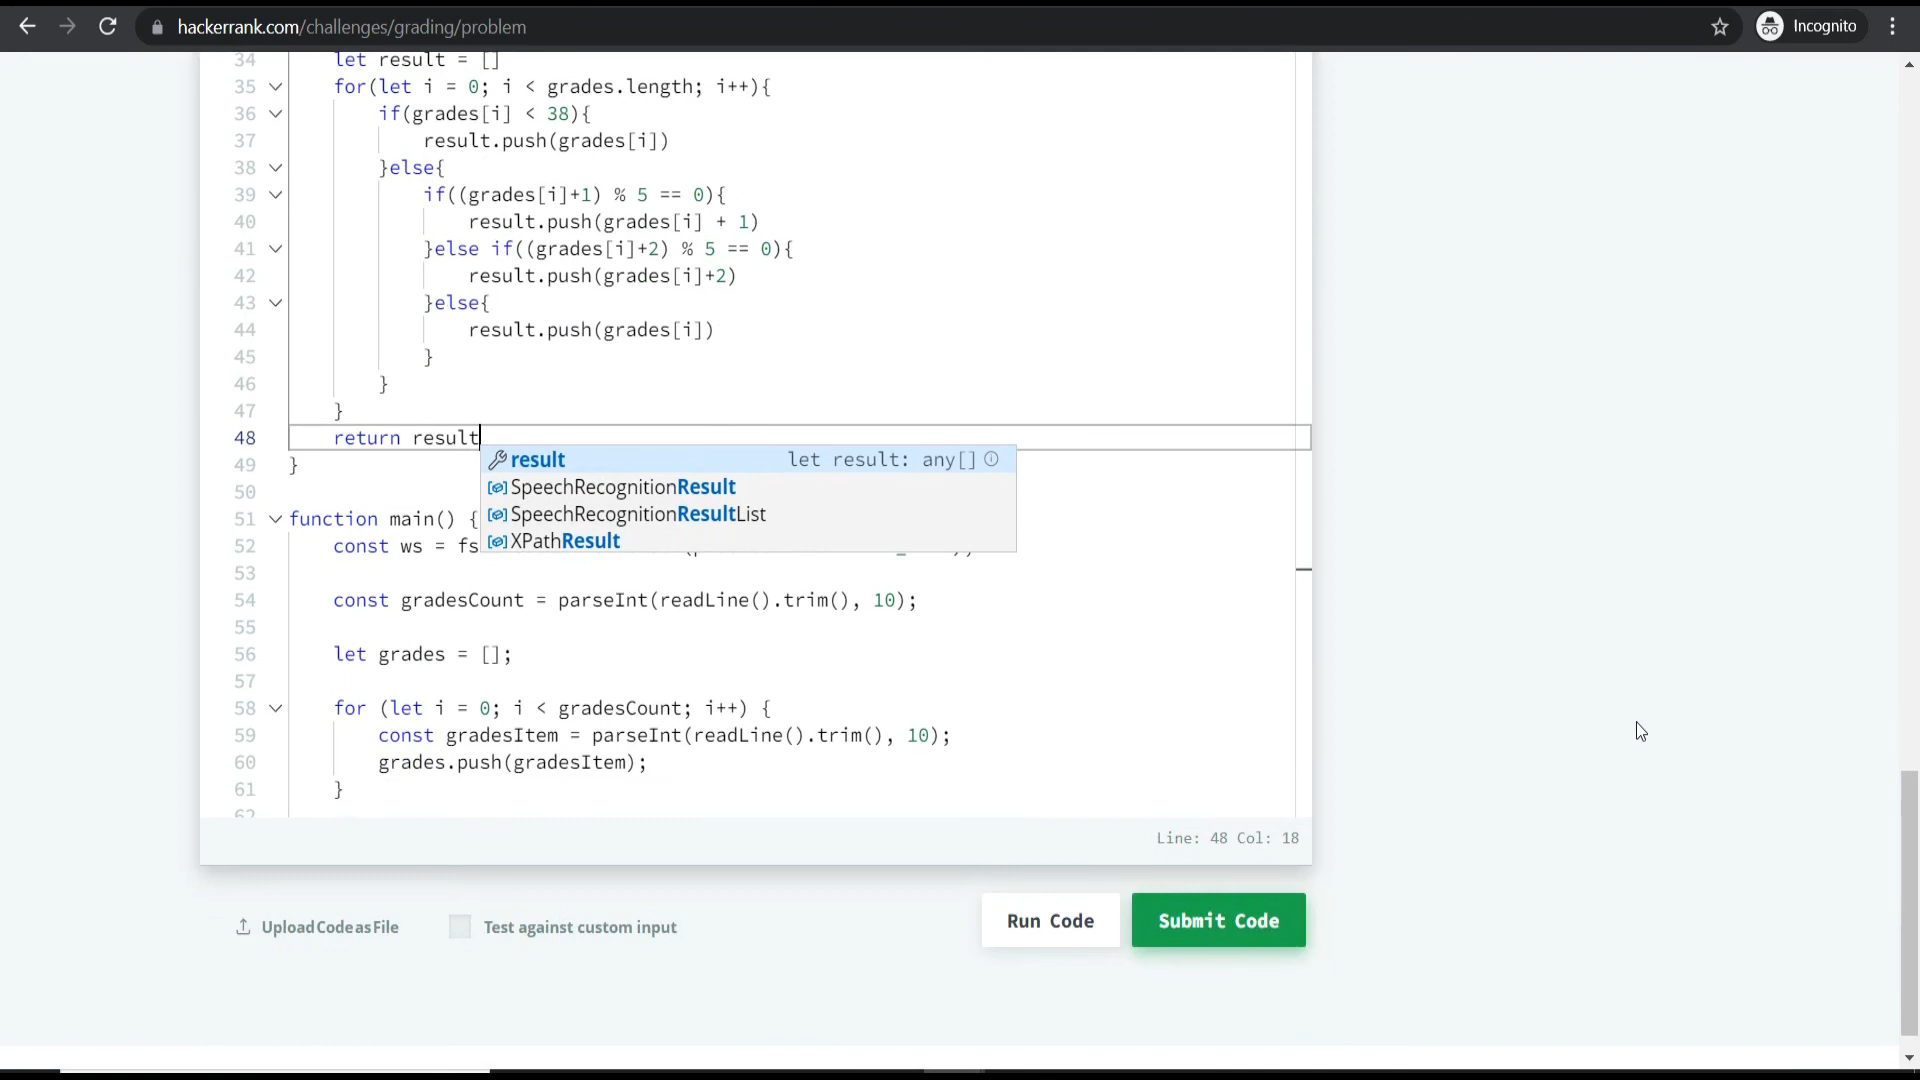 hackerrank.com/challenges/grading/problem
Incognito
34 let result = []
35 for(let i = 0; i < grades.length; i++){
36 if(grades[i] < 38){
37 result.push(grades[i])
38 }else{
39 if((grades[i]+1) % 5 == 0){
40 result.push(grades[i] + 1)
41 }else if((grades[i]+2) % 5 == 0){
42 result.push(grades[i]+2)
43 }else{
44 result.push(grades[i])
45 }
46 }
47 }
48 return result
result let result: any[]
49 }
SpeechRecognitionResult
50
SpeechRecognitionResultList
51 function main() {
XPathResult
52 const ws = fs
53
54 const gradesCount = parseInt(readLine().trim(), 10);
55
56 let grades = [];
57
58 for (let i = 0; i < gradesCount; i++) {
59 const gradesItem = parseInt(readLine().trim(), 10);
60 grades.push(gradesItem);
61 }
62
Line: 48 Col: 18
Upload Code as File
Test against custom input
Run Code
Submit Code